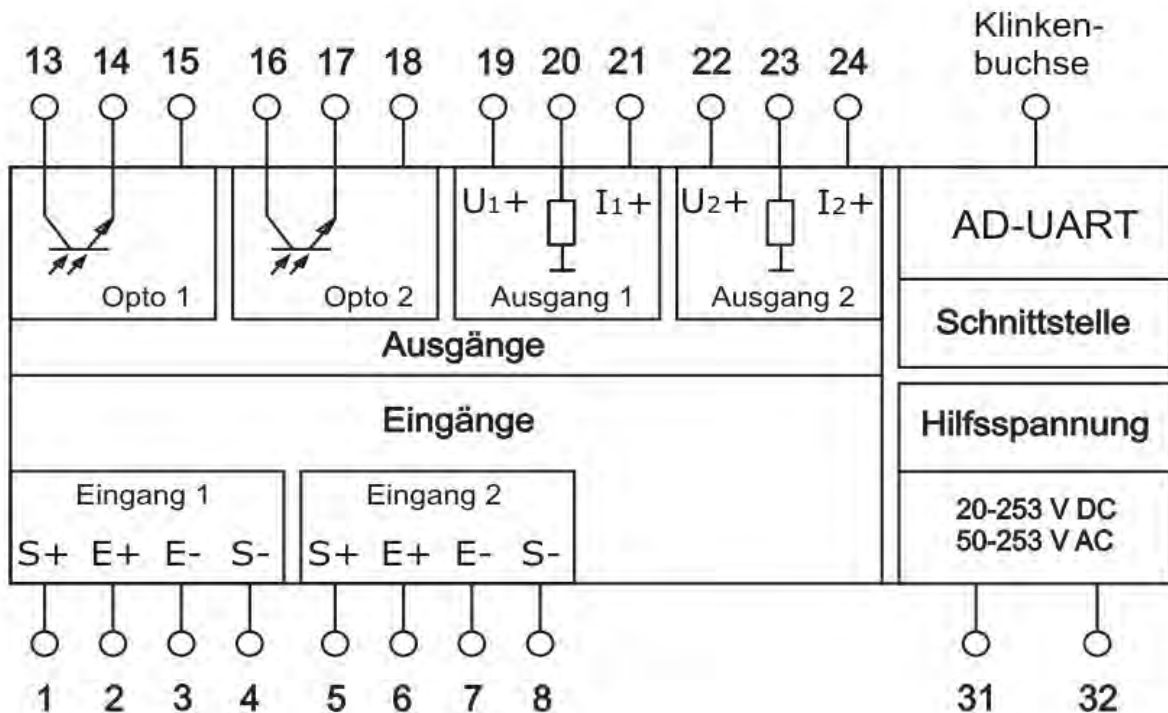 Klinken-
buchse
13 14 15 16 17 18 19 20 21 22 23 24
U1+ I1+ U2+ I2+
AD-UART
Opto 1 Opto 2 Ausgang 1 Ausgang 2
Ausgänge
Schnittstelle
Eingänge
Hilfsspannung
Eingang 1 Eingang 2
20-253 V DC
50-253 V AC
S+ E+ E- S- S+ E+ E- S-
1 2 3 4 5 6 7 8 31 32